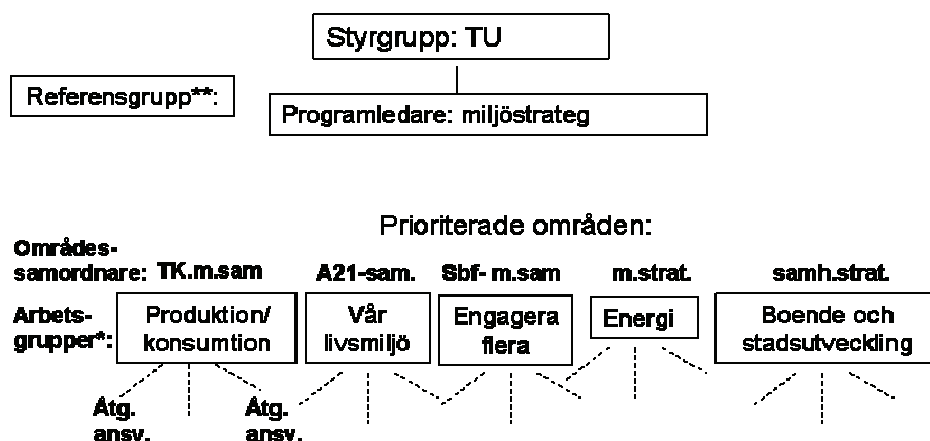 Styrgrupp: TU
Referensgrupp**:
Programledare: miljöstrateg
Prioriterade områden:
Områdes-
samordnare: TK.m.sam A21-sam. Sbf- m.sam m.strat. samh.strat.
Arbets-
grupper*:
Produktion/
konsumtion
Vår
livsmiljö
Engagera
flera
Energi
Boende och
stadsutveckling
Åtg.
ansv.
Åtg.
ansv.